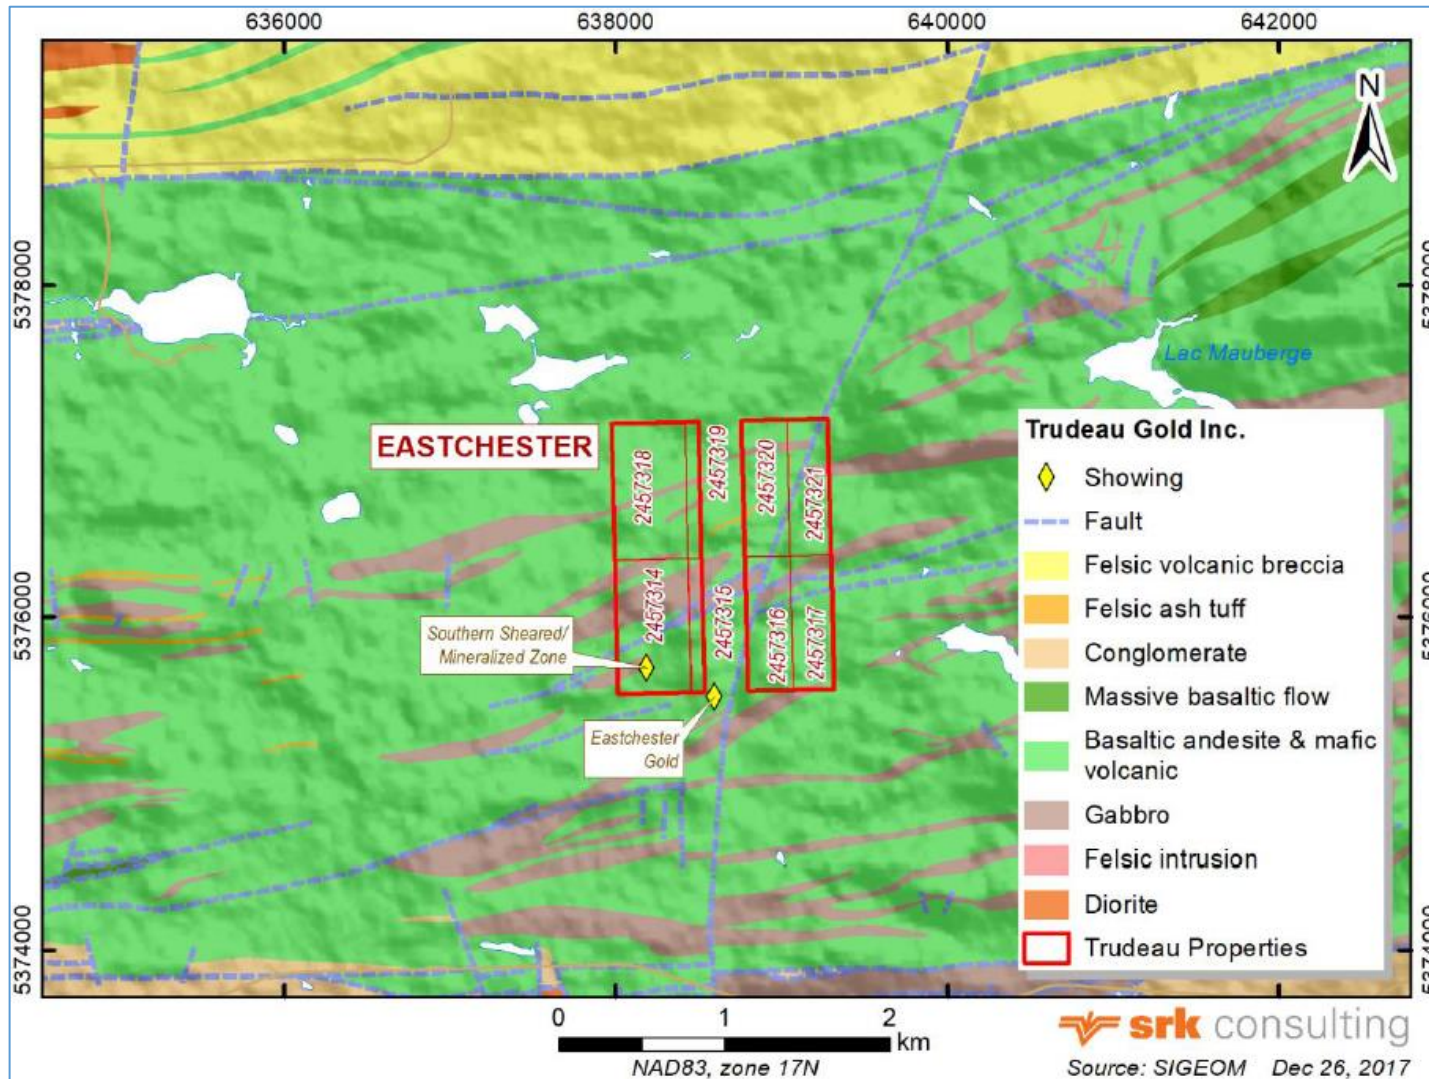 636000
638000
640000
642000
N
5378000
5378000
Lac Mauberge
EASTCHESTER
2457318
2457319
2457320
2457321
Trudeau Gold Inc.
Showing
Fault
Felsic volcanic breccia
Felsic ash tuff
Conglomerate
Massive basaltic flow
Basaltic andesite & mafic
volcanic
Gabbro
Felsic intrusion
Diorite
Trudeau Properties
5376000
5376000
2457314
2457315
2457316
2457317
Southern Sheared/
Mineralized Zone
Eastchester
Gold
5374000
5374000
0
1
2
km
NAD83, zone 17N
srk consulting
Source: SIGEOM Dec 26, 2017